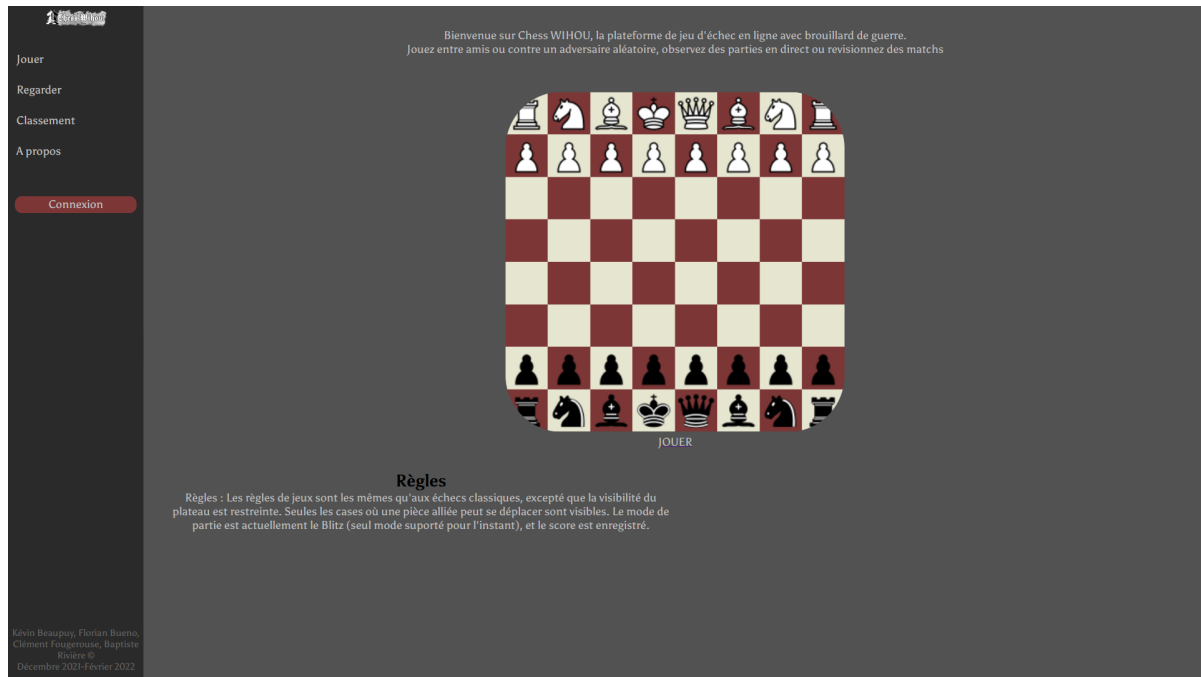 Chess Wihou
Jouer
Regarder
Classement
A propos
Connexion
Kévin Beaupuy, Florian Bueno,
Clément Fougerouse, Baptiste
Rivière ©
Décembre 2021-Février 2022
Bienvenue sur Chess WIHOU, la plateforme de jeu d'échec en ligne avec brouillard de guerre.
Jouez entre amis ou contre un adversaire aléatoire, observez des parties en direct ou revisionnez des matchs
JOUER
Règles
Règles : Les règles de jeux sont les mêmes qu'aux échecs classiques, excepté que la visibilité du
plateau est restreinte. Seules les cases où une pièce alliée peut se déplacer sont visibles. Le mode de
partie est actuellement le Blitz (seul mode suporté pour l'instant), et le score est enregistré.